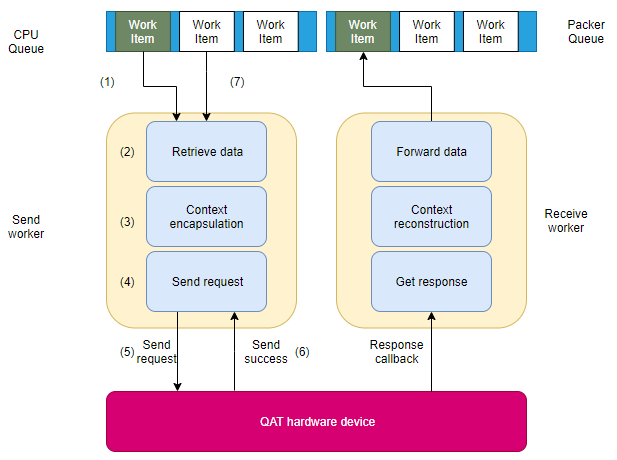 CPU
Queue
Work
Item
Work
Item
Work
Item
Work
Item
Work
Item
Work
Item
Packer
Queue
(1)
(7)
(2)
Retrieve data
Forward data
Send
worker
(3)
Context
encapsulation
Context
reconstruction
Receive
worker
(4)
Send request
Get response
(5)
Send
request
Send
success
(6)
Response
callback
QAT hardware device